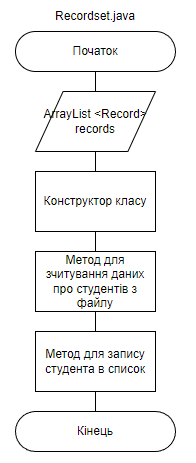 Recordset.java
Початок
ArrayList <Record>
records
Конструктор класу
Метод для
зчитування даних
про студентів з
файлу
Метод для запису
студента в список
Кінець